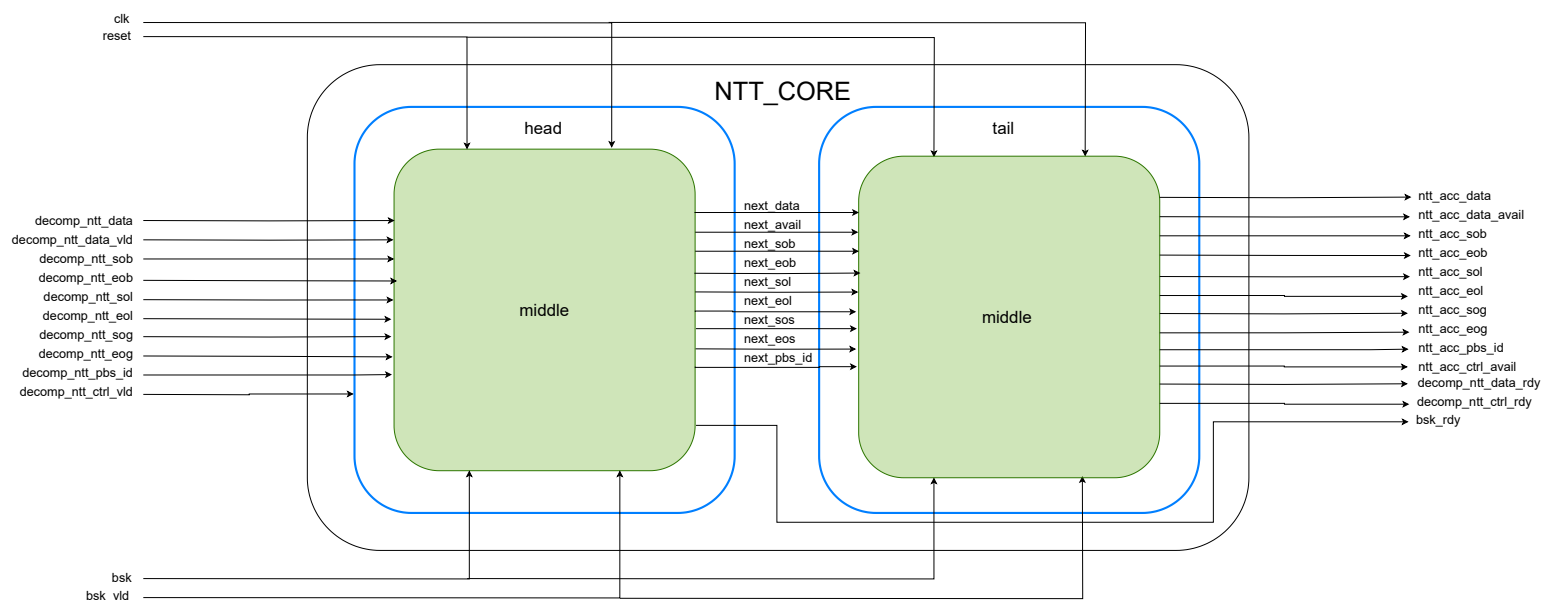 clk
reset
NTT_CORE
head
tail
decomp_ntt_data
decomp_ntt_data_vld
decomp_ntt_sob
decomp_ntt_eob
decomp_ntt_sol
decomp_ntt_eol
decomp_ntt_sog
decomp_ntt_eog
decomp_ntt_pbs_id
decomp_ntt_ctrl_vld
middle
next_data
next_avail
next_sob
next_eob
next_sol
next_eol
next_sos
next_eos
next_pbs_id
middle
ntt_acc_data
ntt_acc_data_avail
ntt_acc_sob
ntt_acc_eob
ntt_acc_sol
ntt_acc_eol
ntt_acc_sog
ntt_acc_eog
ntt_acc_pbs_id
ntt_acc_ctrl_avail
decomp_ntt_data_rdy
decomp_ntt_ctrl_rdy
bsk_rdy
bsk
bsk_vld